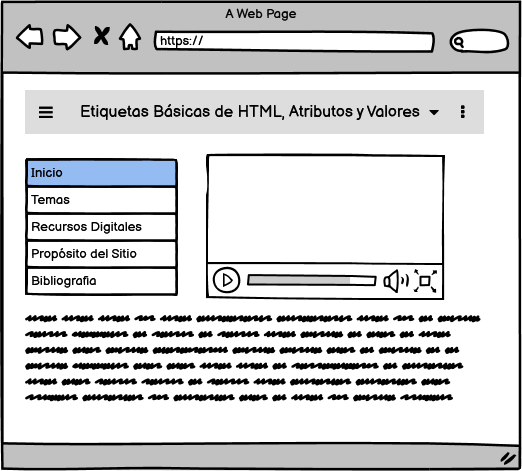 A Web Page
https://
Etiquetas Básicas de HTML, Atributos y Valores
Inicio
Temas
Recursos Digitales
Propósito del Sitio
Bibliografia